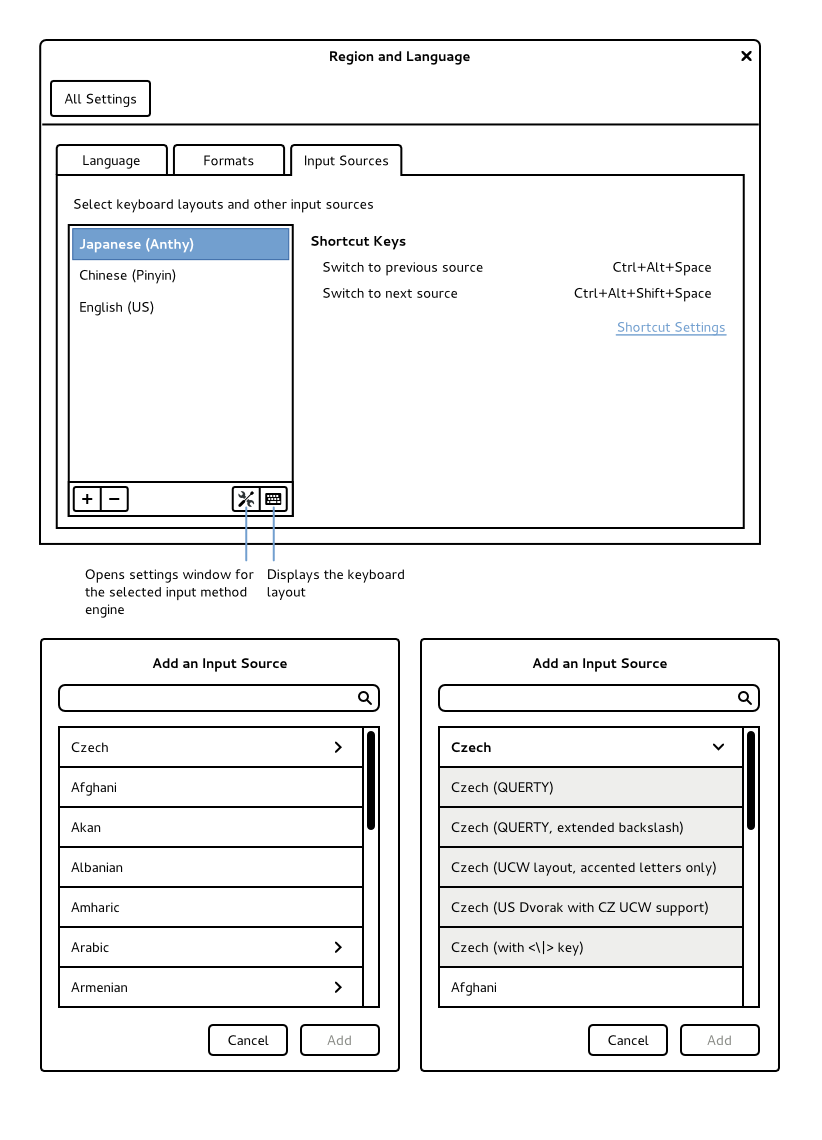 Region and Language
All Settings
Language
Formats
Input Sources
Select keyboard layouts and other input sources
Japanese (Anthy)
Chinese (Pinyin)
English (US)
Shortcut Keys
Switch to previous source Ctrl+Alt+Space
Switch to next source Ctrl+Alt+Shift+Space
Shortcut Settings
Opens settings window for
the selected input method
engine
Displays the keyboard
layout
Add an Input Source
Czech
Afghani
Akan
Albanian
Amharic
Arabic
Armenian
Cancel
Add
Add an Input Source
Czech
Czech (QUERTY)
Czech (QUERTY, extended backslash)
Czech (UCW layout, accented letters only)
Czech (US Dvorak with CZ UCW support)
Czech (with <\|> key)
Afghani
Cancel
Add